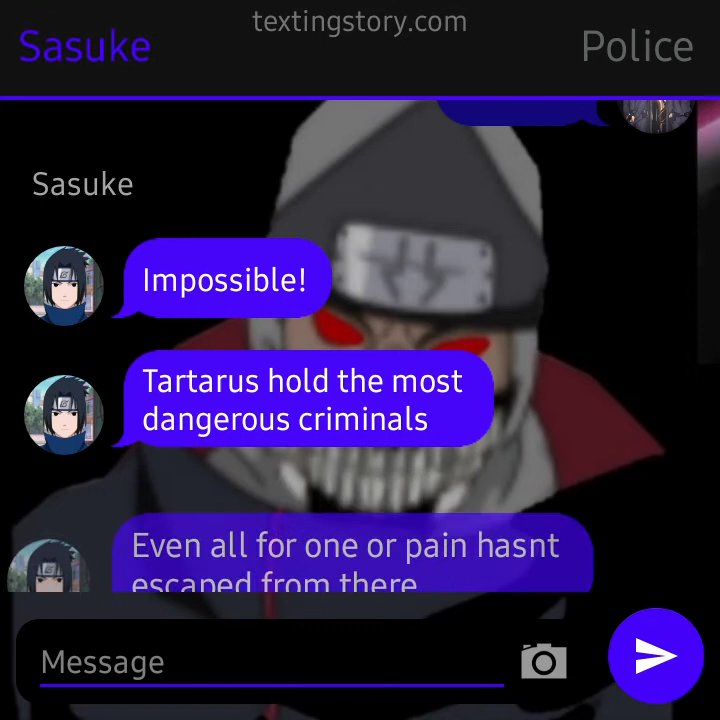 textingstory.com
Sasuke
Police
Sasuke
Impossible!
Tartarus hold the most
dangerous criminals
Even all for one or pain hasnt
escaped from there
Message